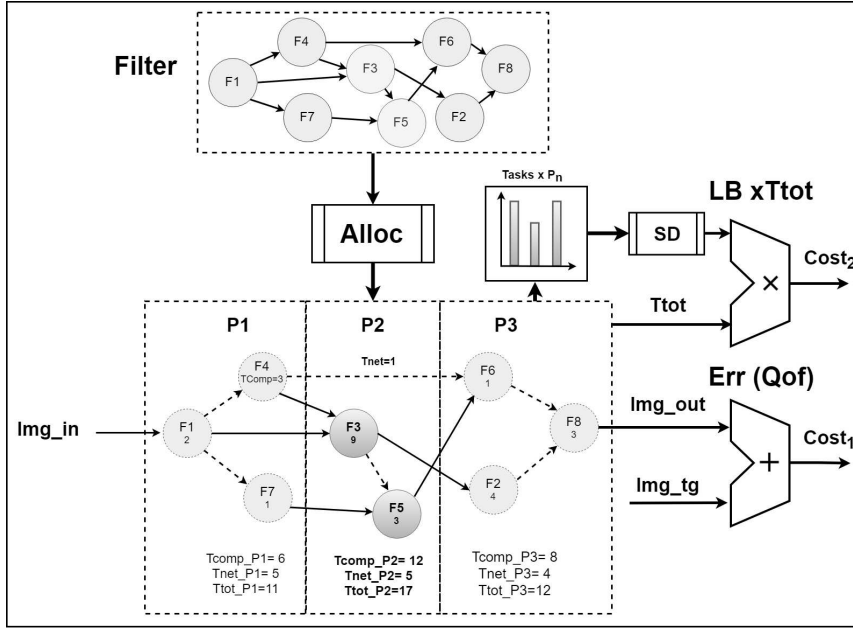 Filter
F1
F4
F3
F7
F5
F6
F2
F8
Alloc
Tasks x Pn
SD
LB xTtot
Cost2
Ttot
Err (Qof)
Img_out
Img_tg
Cost1
Img_in
P1
P2
P3
Tnet=1
F4
TComp=3
F1
2
F7
1
F3
9
F5
3
F6
1
F2
4
F8
3
Tcomp_P1= 6
Tnet_P1= 5
Ttot_P1=11
Tcomp_P2= 12
Tnet_P2= 5
Ttot_P2=17
Tcomp_P3= 8
Tnet_P3= 4
Ttot_P3=12
×
+